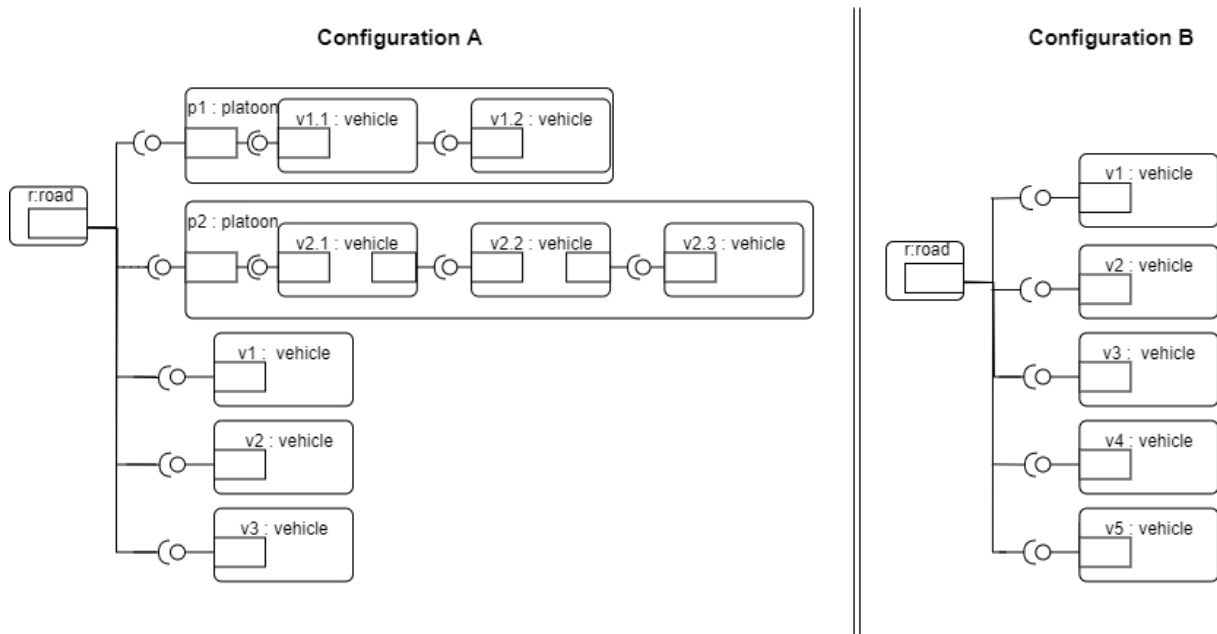 Configuration A
p1 : platoon
v1.1 : vehicle
v1.2 : vehicle
r:road
p2 : platoon
v2.1 : vehicle
v2.2 : vehicle
v2.3 : vehicle
v1 : vehicle
v2 : vehicle
v3 : vehicle
Configuration B
v1 : vehicle
r:road
v2 : vehicle
v3 : vehicle
v4 : vehicle
v5 : vehicle